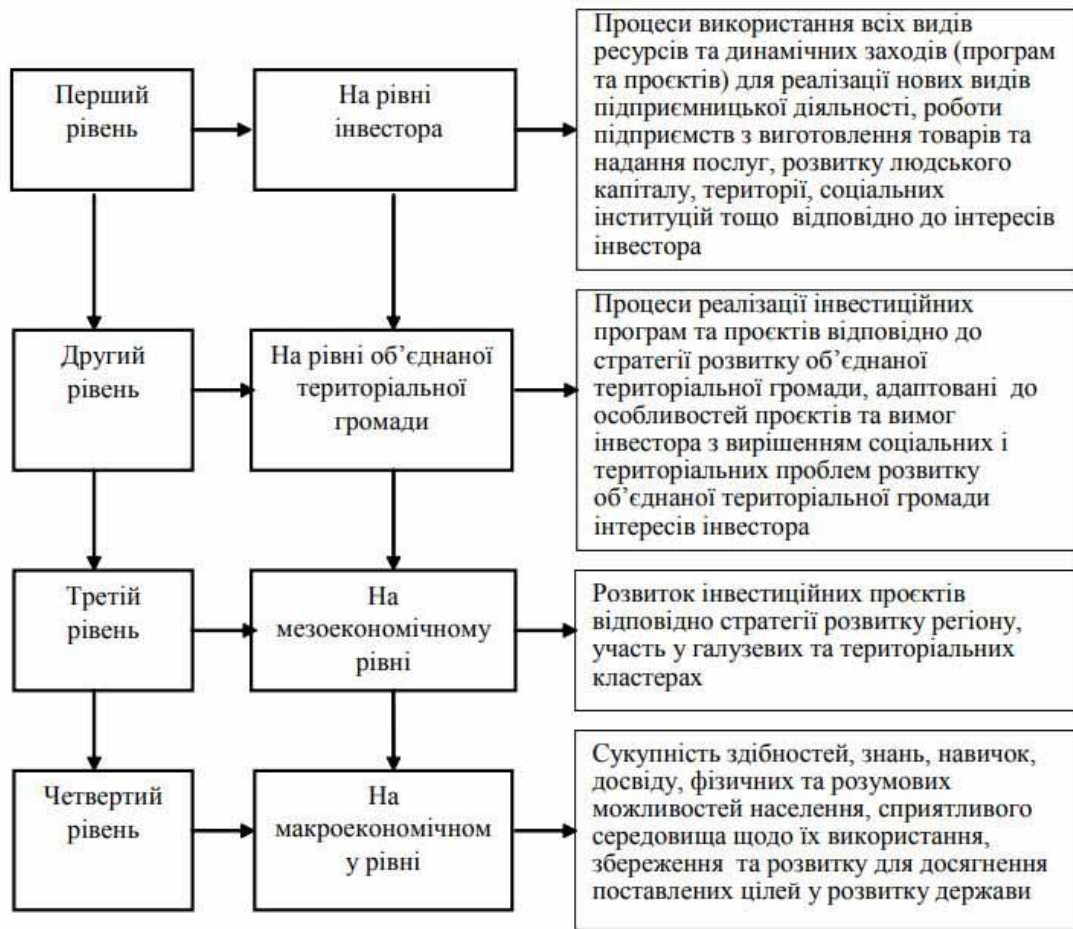 Перший
рівень
На рівні
інвестора
Процеси використання всіх видів
ресурсів та динамічних заходів (програм
та проєктів) для реалізації нових видів
підприємницької діяльності, роботи
підприємств з виготовлення товарів та
надання послуг, розвитку людського
капіталу, території, соціальних
інституцій тощо відповідно до інтересів
інвестора
Другий
рівень
На рівні об’єднаної
територіальної
громади
Процеси реалізації інвестиційних
програм та проєктів відповідно до
стратегії розвитку об’єднаної
територіальної громади, адаптовані до
особливостей проєктів та вимог
інвестора з вирішенням соціальних і
територіальних проблем розвитку
об’єднаної територіальної громади
інтересів інвестора
Третій
рівень
На
мезоекономічному
рівні
Розвиток інвестиційних проєктів
відповідно стратегії розвитку регіону,
участь у галузевих та територіальних
кластерах
Четвертий
рівень
На
макроекономічном
у рівні
Сукупність здібностей, знань, навичок,
досвіду, фізичних та розумових
можливостей населення, сприятливого
середовища щодо їх використання,
збереження та розвитку для досягнення
поставлених цілей у розвитку держави